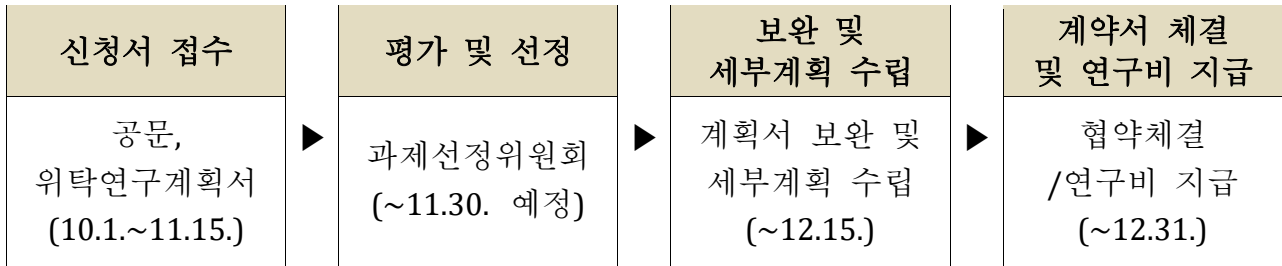 신청서 접수
공문,
위탁연구계획서
(10.1.~11.15.)
▶
평가 및 선정
과제선정위원회
(~11.30. 예정)
▶
보완 및
세부계획 수립
계획서 보완 및
세부계획 수립
(~12.15.)
▶
계약서 체결
및 연구비 지급
협약체결
/연구비 지급
(~12.31.)